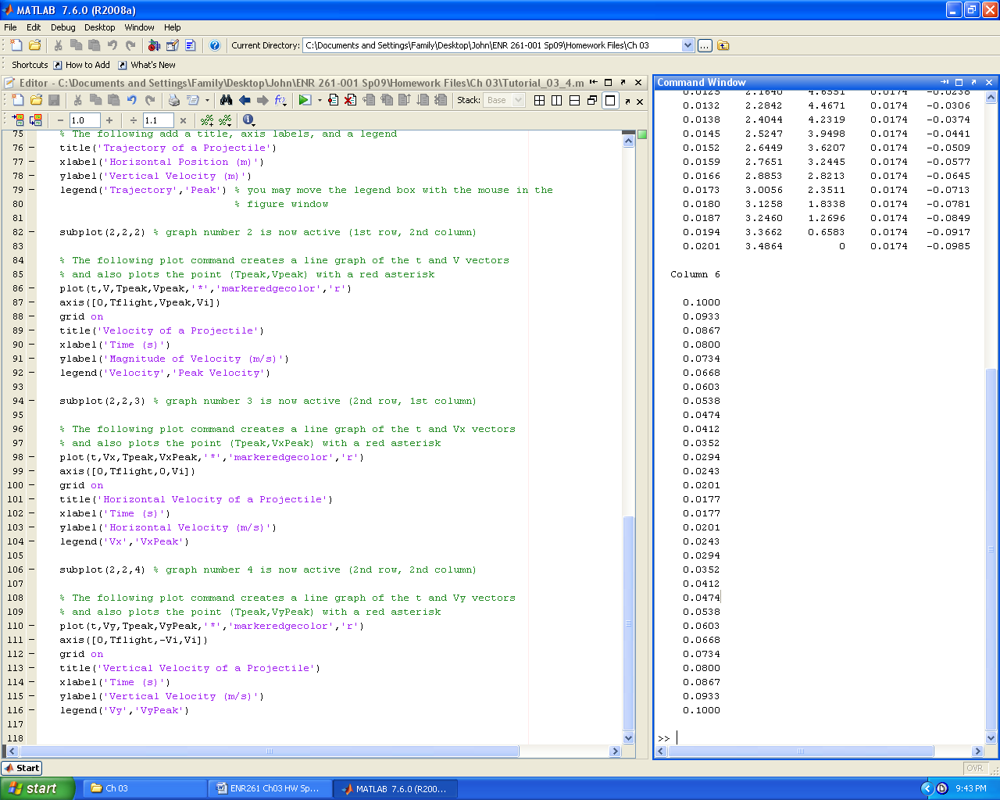 MATLAB 7.6.0 (R2008a)
File Edit Debug Desktop Window Help
Current Directory: C:\Documents and Settings\Family\Desktop\John\ENR 261-001 Sp09\Homework Files\Ch 03
Shortcuts How to Add What's New
Editor - C:\Documents and Settings\Family\Desktop\John\ENR 261-001 Sp09\Homework Files\Ch 03\Tutorial_03_4.m
Stack: Base
− 1.0 + ÷ 1.1 ×
75 % The following add a title, axis labels, and a legend
76 − title('Trajectory of a Projectile')
77 − xlabel('Horizontal Position (m)')
78 − ylabel('Vertical Velocity (m)')
79 − legend('Trajectory','Peak') % you may move the legend box with the mouse in the
80 % figure window
81
82 − subplot(2,2,2) % graph number 2 is now active (1st row, 2nd column)
83
84 % The following plot command creates a line graph of the t and V vectors
85 % and also plots the point (Tpeak,Vpeak) with a red asterisk
86 − plot(t,V,Tpeak,Vpeak,'*','markeredgecolor','r')
87 − axis([0,Tflight,Vpeak,Vi])
88 − grid on
89 − title('Velocity of a Projectile')
90 − xlabel('Time (s)')
91 − ylabel('Magnitude of Velocity (m/s)')
92 − legend('Velocity','Peak Velocity')
93
94 − subplot(2,2,3) % graph number 3 is now active (2nd row, 1st column)
95
96 % The following plot command creates a line graph of the t and Vx vectors
97 % and also plots the point (Tpeak,VxPeak) with a red asterisk
98 − plot(t,Vx,Tpeak,VxPeak,'*','markeredgecolor','r')
99 − axis([0,Tflight,0,Vi])
100 − grid on
101 − title('Horizontal Velocity of a Projectile')
102 − xlabel('Time (s)')
103 − ylabel('Horizontal Velocity (m/s)')
104 − legend('Vx','VxPeak')
105
106 − subplot(2,2,4) % graph number 4 is now active (2nd row, 2nd column)
107
108 % The following plot command creates a line graph of the t and Vy vectors
109 % and also plots the point (Tpeak,VyPeak) with a red asterisk
110 − plot(t,Vy,Tpeak,VyPeak,'*','markeredgecolor','r')
111 − axis([0,Tflight,-Vi,Vi])
112 − grid on
113 − title('Vertical Velocity of a Projectile')
114 − xlabel('Time (s)')
115 − ylabel('Vertical Velocity (m/s)')
116 − legend('Vy','VyPeak')
117
118
Command Window
0.0125 2.1640 4.6551 0.0174 -0.0238
0.0132 2.2842 4.4671 0.0174 -0.0306
0.0138 2.4044 4.2319 0.0174 -0.0374
0.0145 2.5247 3.9498 0.0174 -0.0441
0.0152 2.6449 3.6207 0.0174 -0.0509
0.0159 2.7651 3.2445 0.0174 -0.0577
0.0166 2.8853 2.8213 0.0174 -0.0645
0.0173 3.0056 2.3511 0.0174 -0.0713
0.0180 3.1258 1.8338 0.0174 -0.0781
0.0187 3.2460 1.2696 0.0174 -0.0849
0.0194 3.3662 0.6583 0.0174 -0.0917
0.0201 3.4864 0 0.0174 -0.0985
Column 6
0.1000
0.0933
0.0867
0.0800
0.0734
0.0668
0.0603
0.0538
0.0474
0.0412
0.0352
0.0294
0.0243
0.0201
0.0177
0.0177
0.0201
0.0243
0.0294
0.0352
0.0412
0.0474
0.0538
0.0603
0.0668
0.0734
0.0800
0.0867
0.0933
0.1000
>>
Start
OVR
start Ch 03 ENR261 Ch03 HW Sp... MATLAB 7.6.0 (R200... 9:43 PM